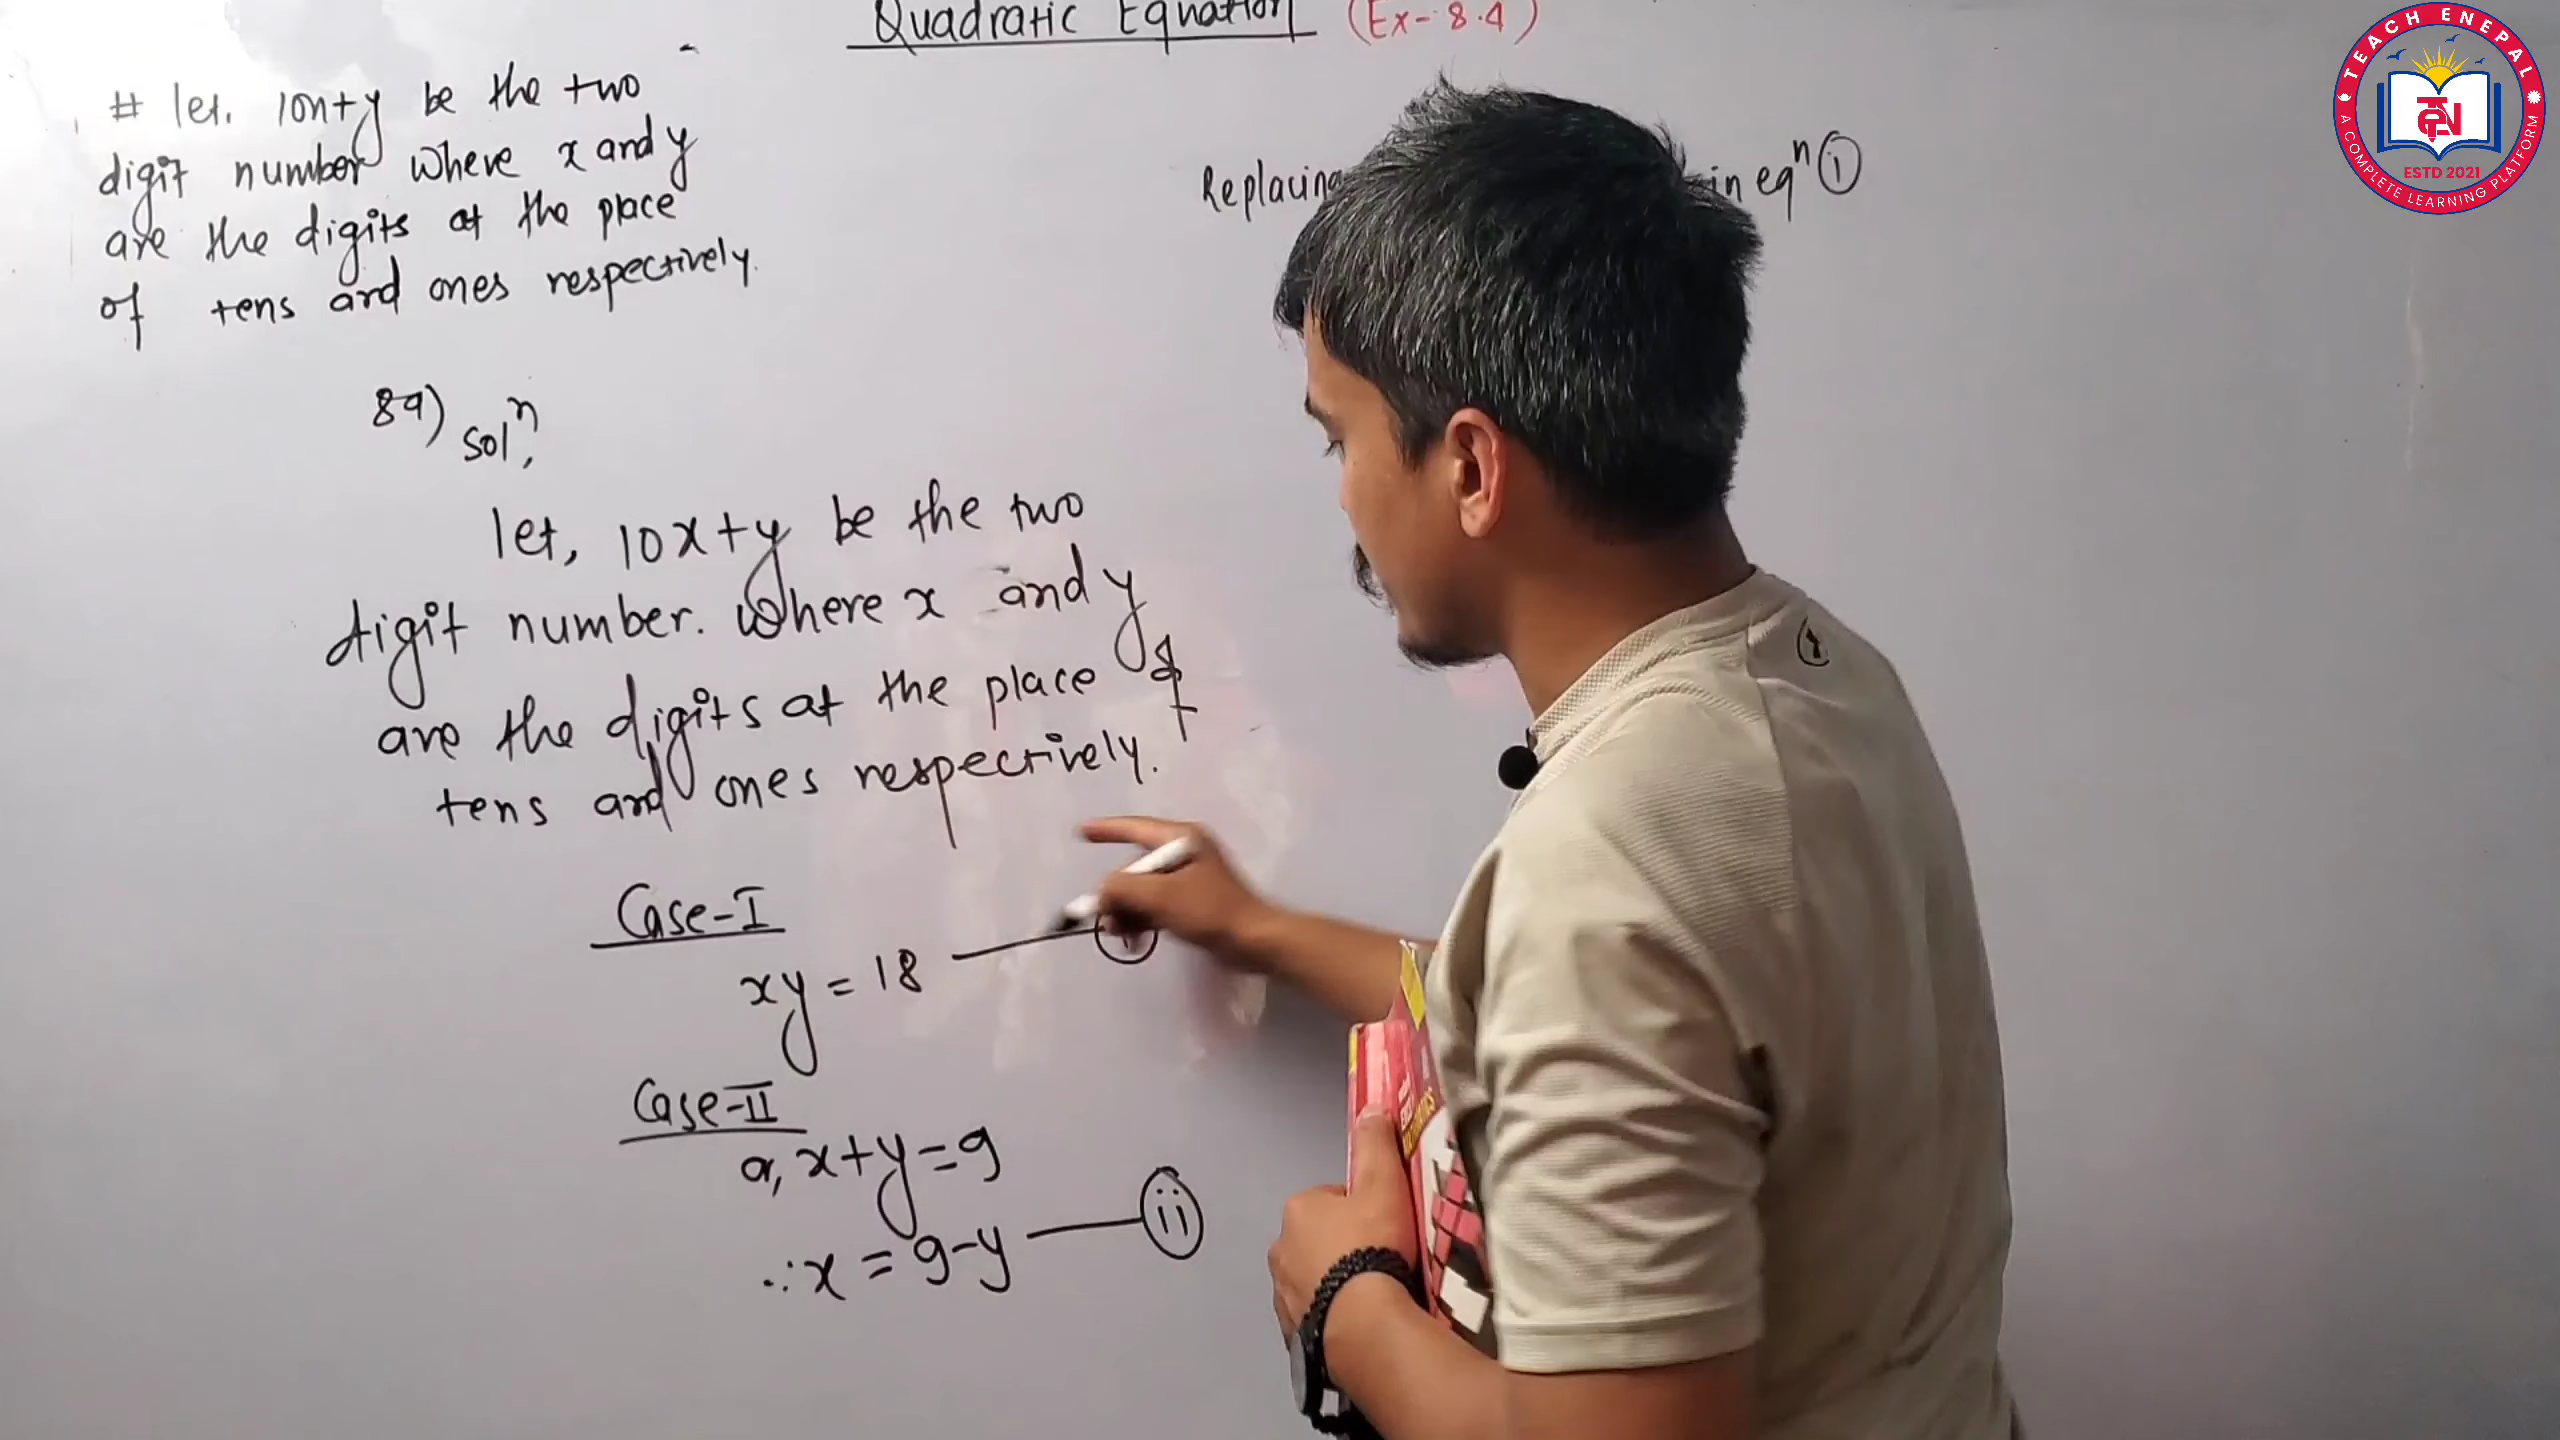 Quadratic Equation (Ex-8.4)
# let. 10x+y be the two
digit number where x and y
are the digits at the place
of tens and ones respectively.
8a) Solⁿ,
let, 10x+y be the two
digit number. Where x and y
are the digits at the place of
tens and ones respectively.
Case-I
xy = 18
Case-II
or, x+y=9
∴ x = 9-y ii
Replacing in eqⁿ i
TEACH ENEPAL
ESTD 2021
A COMPLETE LEARNING PLATFORM